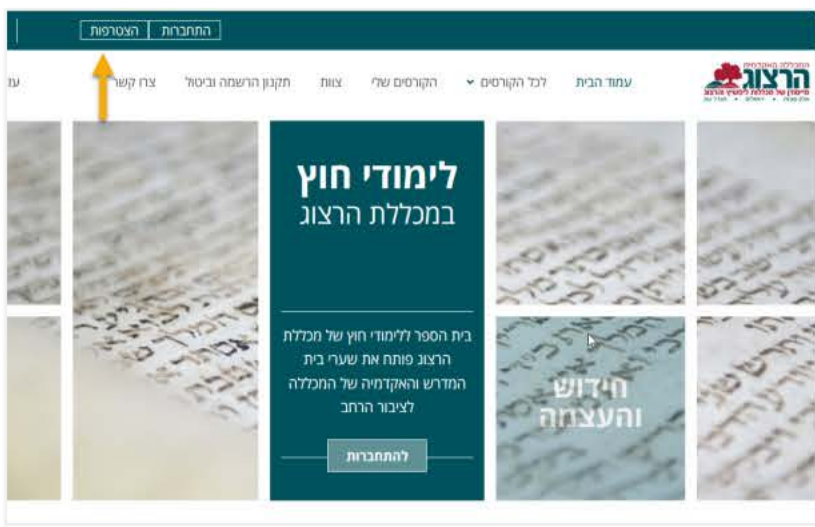 התחברות
הצטרפות
המכללה האקדמית
הרצוג
עמוד הבית
לכל הקורסים
הקורסים שלי
צוות
תקנון הרשמה וביטול
צרו קשר
לימודי חוץ
במכללת הרצוג
בית הספר ללימודי חוץ של מכללת
הרצוג פותח את שערי בית
המדרש והאקדמיה של המכללה
לציבור הרחב
להתחברות
חידוש
והעצמה